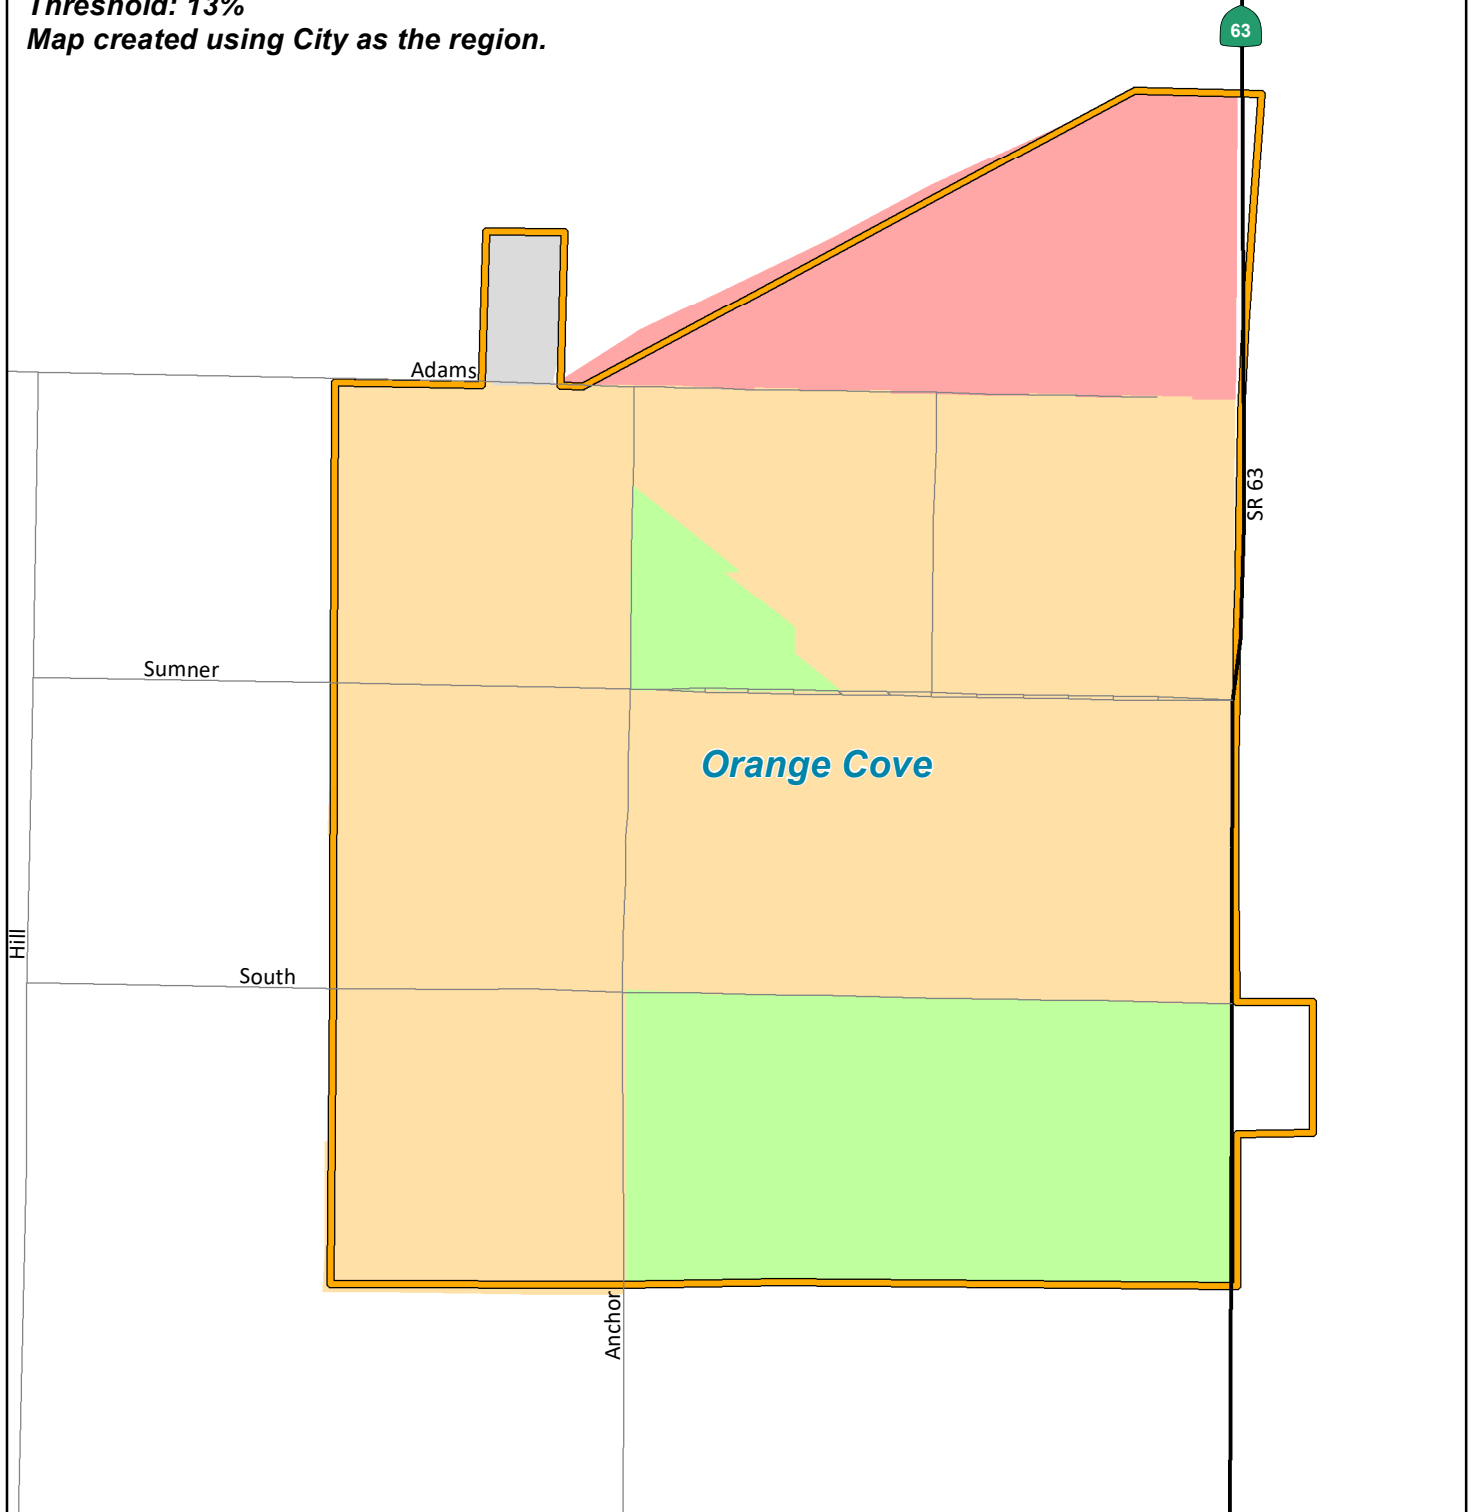 Threshold: 13%
Map created using City as the region.
63
Adams
SR 63
Sumner
Orange Cove
Hill
South
Anchor